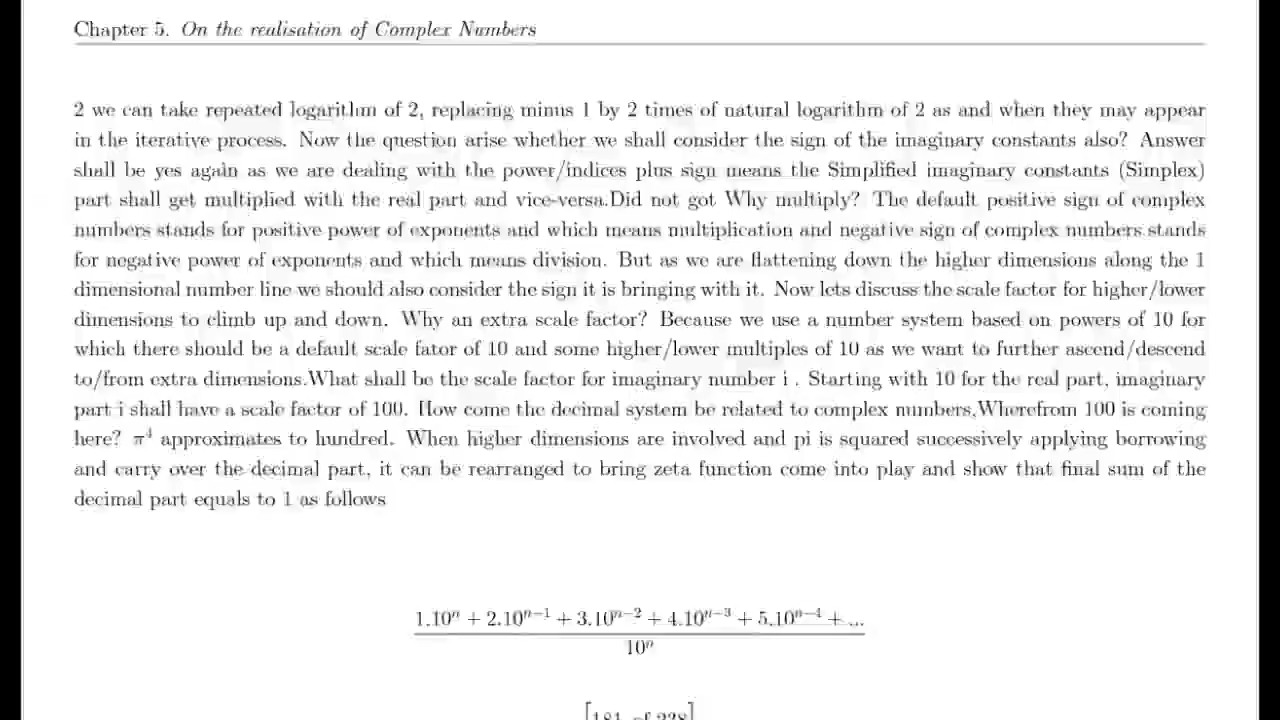 Chapter 5. On the realisation of Complex Numbers
2 we can take repeated logarithm of 2, replacing minus 1 by 2 times of natural logarithm of 2 as and when they may appear
in the iterative process. Now the question arise whether we shall consider the sign of the imaginary constants also? Answer
shall be yes again as we are dealing with the power/indices plus sign means the Simplified imaginary constants (Simplex)
part shall get multiplied with the real part and vice-versa.Did not got Why multiply? The default positive sign of complex
numbers stands for positive power of exponents and which means multiplication and negative sign of complex numbers stands
for negative power of exponents and which means division. But as we are flattening down the higher dimensions along the 1
dimensional number line we should also consider the sign it is bringing with it. Now lets discuss the scale factor for higher/lower
dimensions to climb up and down. Why an extra scale factor? Because we use a number system based on powers of 10 for
which there should be a default scale fator of 10 and some higher/lower multiples of 10 as we want to further ascend/descend
to/from extra dimensions.What shall be the scale factor for imaginary number i . Starting with 10 for the real part, imaginary
part i shall have a scale factor of 100. How come the decimal system be related to complex numbers,Wherefrom 100 is coming
here? π⁴ approximates to hundred. When higher dimensions are involved and pi is squared successively applying borrowing
and carry over the decimal part, it can be rearranged to bring zeta function come into play and show that final sum of the
decimal part equals to 1 as follows
1.10ⁿ + 2.10ⁿ⁻¹ + 3.10ⁿ⁻² + 4.10ⁿ⁻³ + 5.10ⁿ⁻⁴ + ...
10ⁿ
[181 of 228]